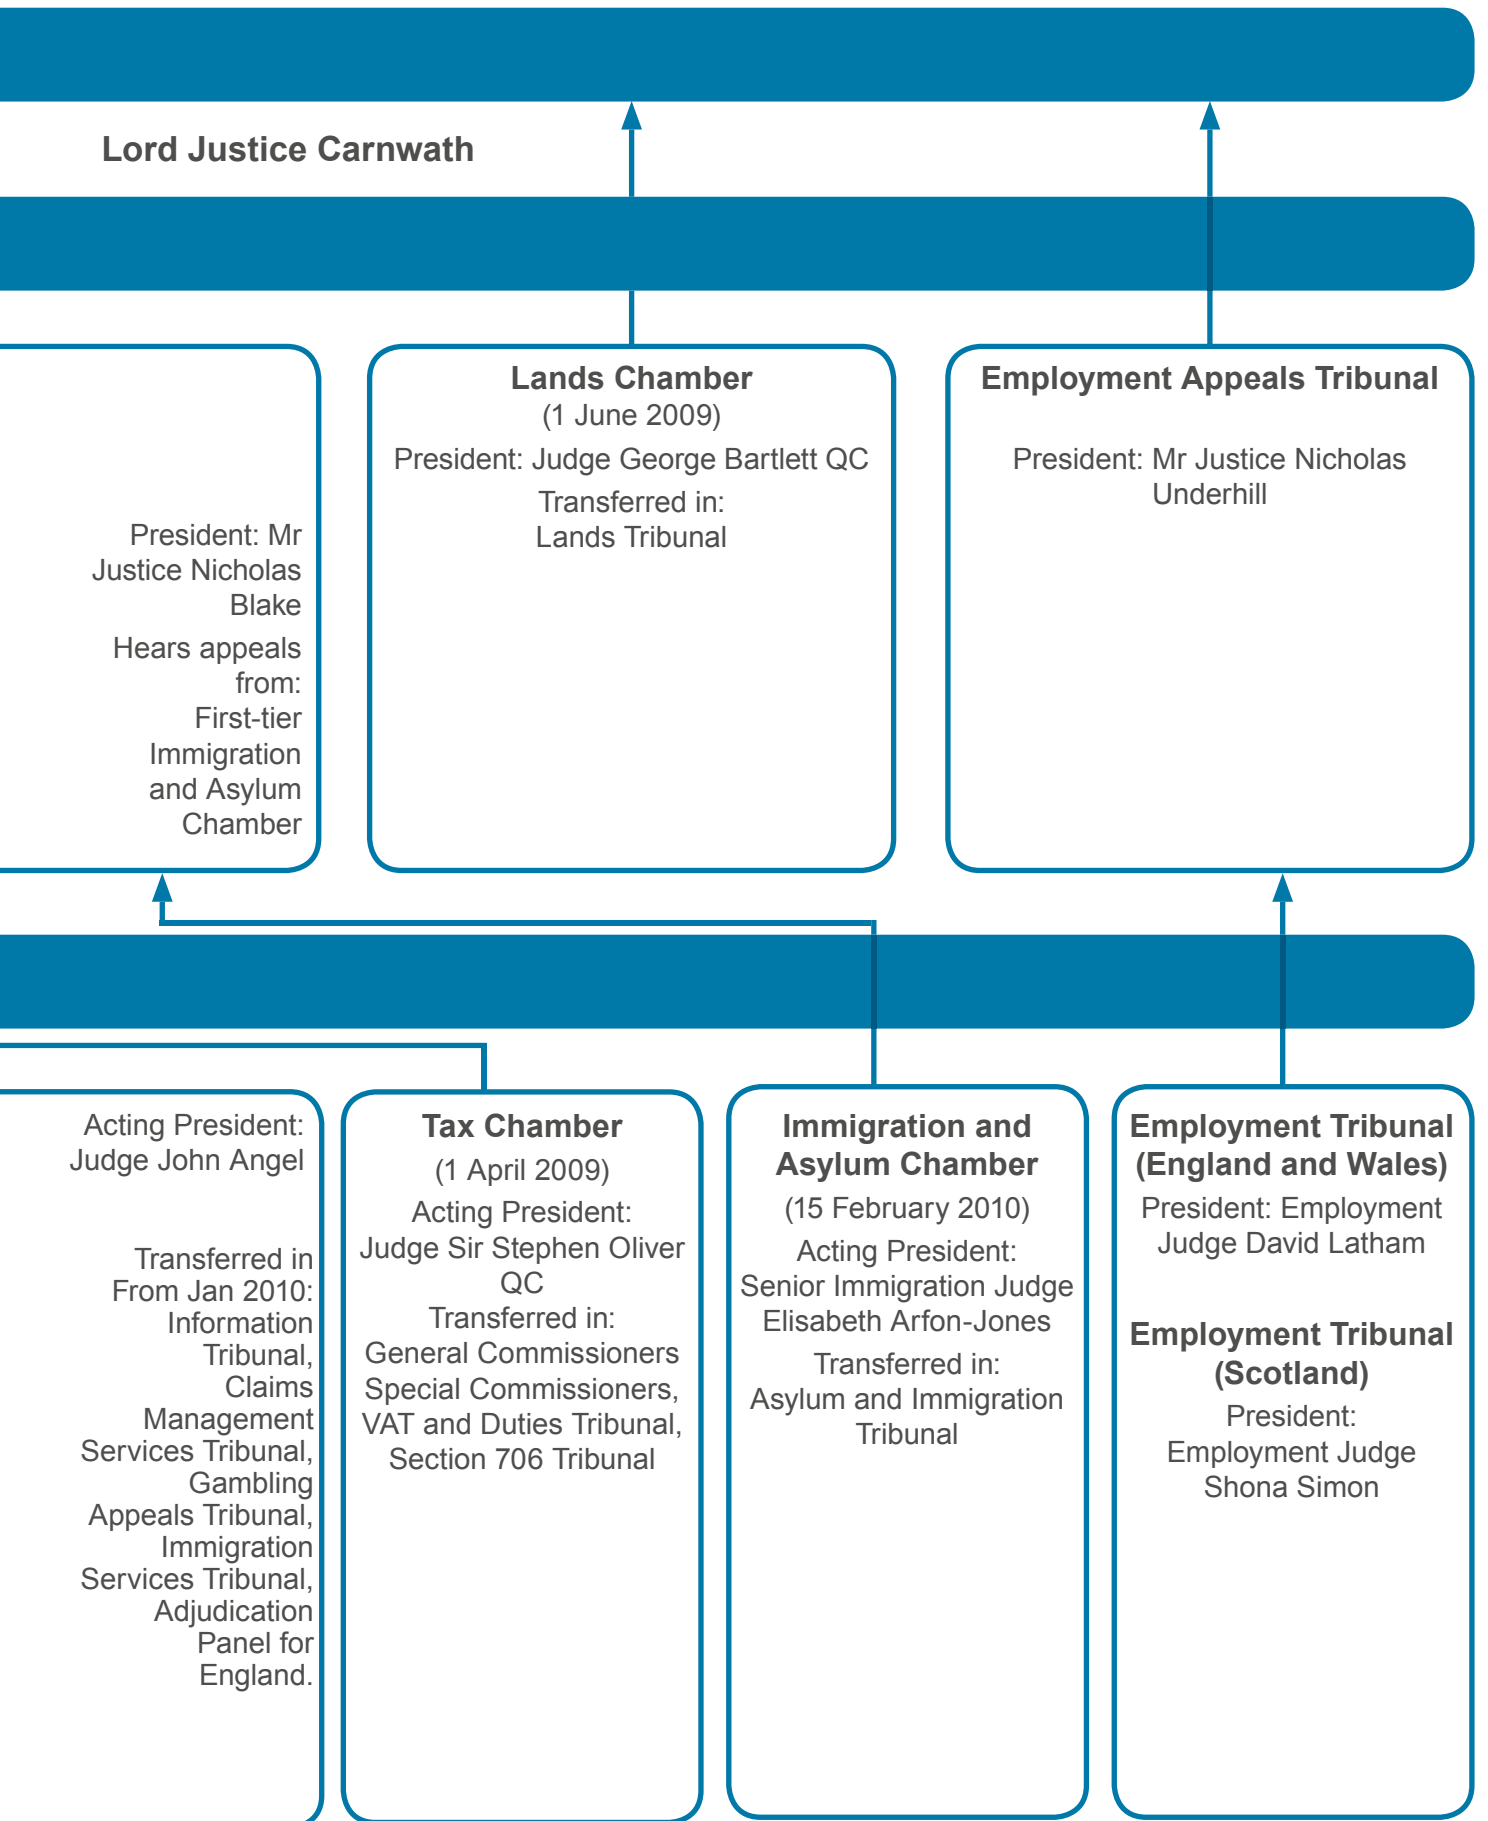 Lord Justice Carnwath
President: Mr
Justice Nicholas
Blake
Hears appeals
from:
First-tier
Immigration
and Asylum
Chamber
Lands Chamber
(1 June 2009)
President: Judge George Bartlett QC
Transferred in:
Lands Tribunal
Employment Appeals Tribunal
President: Mr Justice Nicholas
Underhill
Acting President:
Judge John Angel
Transferred in
From Jan 2010:
Information
Tribunal,
Claims
Management
Services Tribunal,
Gambling
Appeals Tribunal,
Immigration
Services Tribunal,
Adjudication
Panel for
England.
Tax Chamber
(1 April 2009)
Acting President:
Judge Sir Stephen Oliver
QC
Transferred in:
General Commissioners
Special Commissioners,
VAT and Duties Tribunal,
Section 706 Tribunal
Immigration and
Asylum Chamber
(15 February 2010)
Acting President:
Senior Immigration Judge
Elisabeth Arfon-Jones
Transferred in:
Asylum and Immigration
Tribunal
Employment Tribunal
(England and Wales)
President: Employment
Judge David Latham
Employment Tribunal
(Scotland)
President:
Employment Judge
Shona Simon